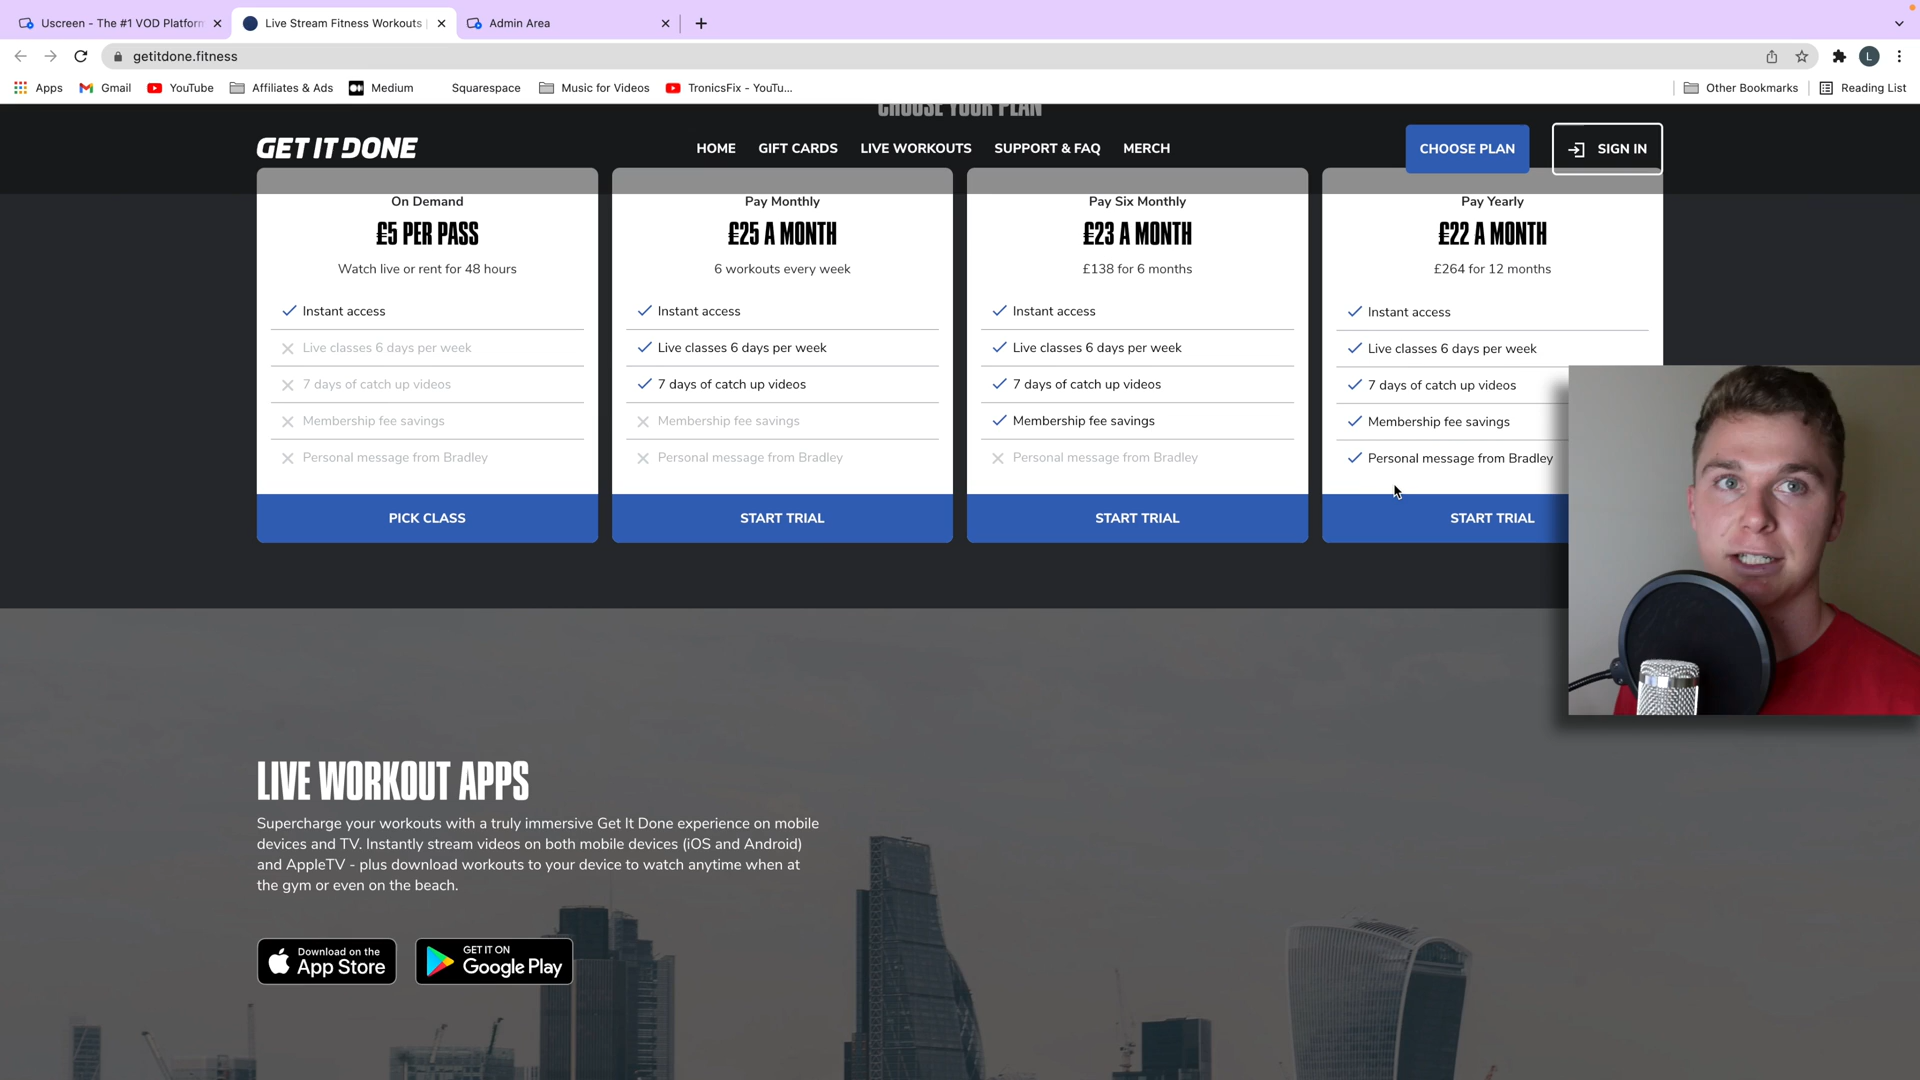 Uscreen - The #1 VOD Platform
Live Stream Fitness Workouts |
Admin Area
getitdone.fitness
L
Apps
Gmail
YouTube
Affiliates & Ads
Medium
Squarespace
Music for Videos
TronicsFix - YouTu...
Other Bookmarks
Reading List
CHOOSE YOUR PLAN
GET IT DONE
HOME
GIFT CARDS
LIVE WORKOUTS
SUPPORT & FAQ
MERCH
CHOOSE PLAN
SIGN IN
On Demand
£5 PER PASS
Watch live or rent for 48 hours
Instant access
Live classes 6 days per week
7 days of catch up videos
Membership fee savings
Personal message from Bradley
PICK CLASS
Pay Monthly
£25 A MONTH
6 workouts every week
Instant access
Live classes 6 days per week
7 days of catch up videos
Membership fee savings
Personal message from Bradley
START TRIAL
Pay Six Monthly
£23 A MONTH
£138 for 6 months
Instant access
Live classes 6 days per week
7 days of catch up videos
Membership fee savings
Personal message from Bradley
START TRIAL
Pay Yearly
£22 A MONTH
£264 for 12 months
Instant access
Live classes 6 days per week
7 days of catch up videos
Membership fee savings
Personal message from Bradley
START TRIAL
LIVE WORKOUT APPS
Supercharge your workouts with a truly immersive Get It Done experience on mobile
devices and TV. Instantly stream videos on both mobile devices (iOS and Android)
and AppleTV - plus download workouts to your device to watch anytime when at
the gym or even on the beach.
Download on the
App Store
GET IT ON
Google Play